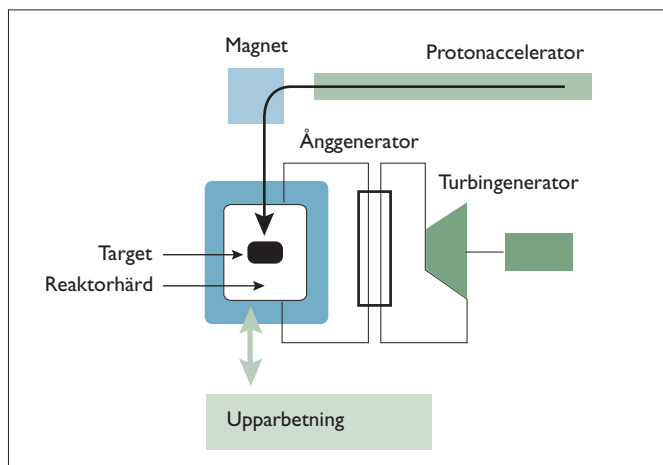 Magnet
Protonaccelerator
Ånggenerator
Turbingenerator
Target
Reaktorhärd
Upparbetning